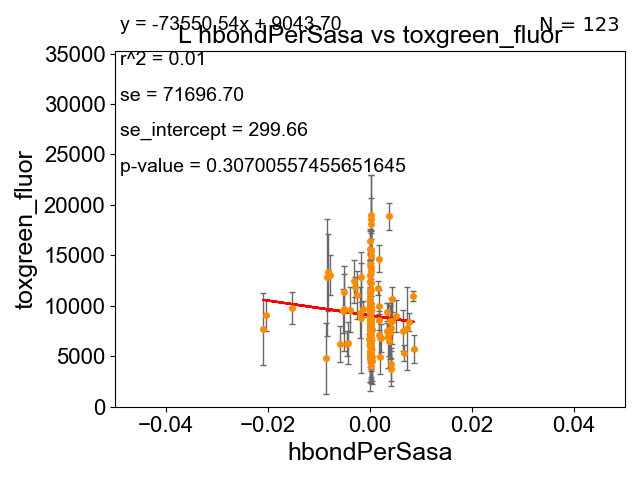 y = -73550.54x + 9043.70
N = 123
L hbondPerSasa vs toxgreen_fluor
r^2 = 0.01
se = 71696.70
se_intercept = 299.66
p-value = 0.30700557455651645
toxgreen_fluor
35000
30000
25000
20000
15000
10000
5000
0
−0.04
−0.02
0.00
0.02
0.04
hbondPerSasa